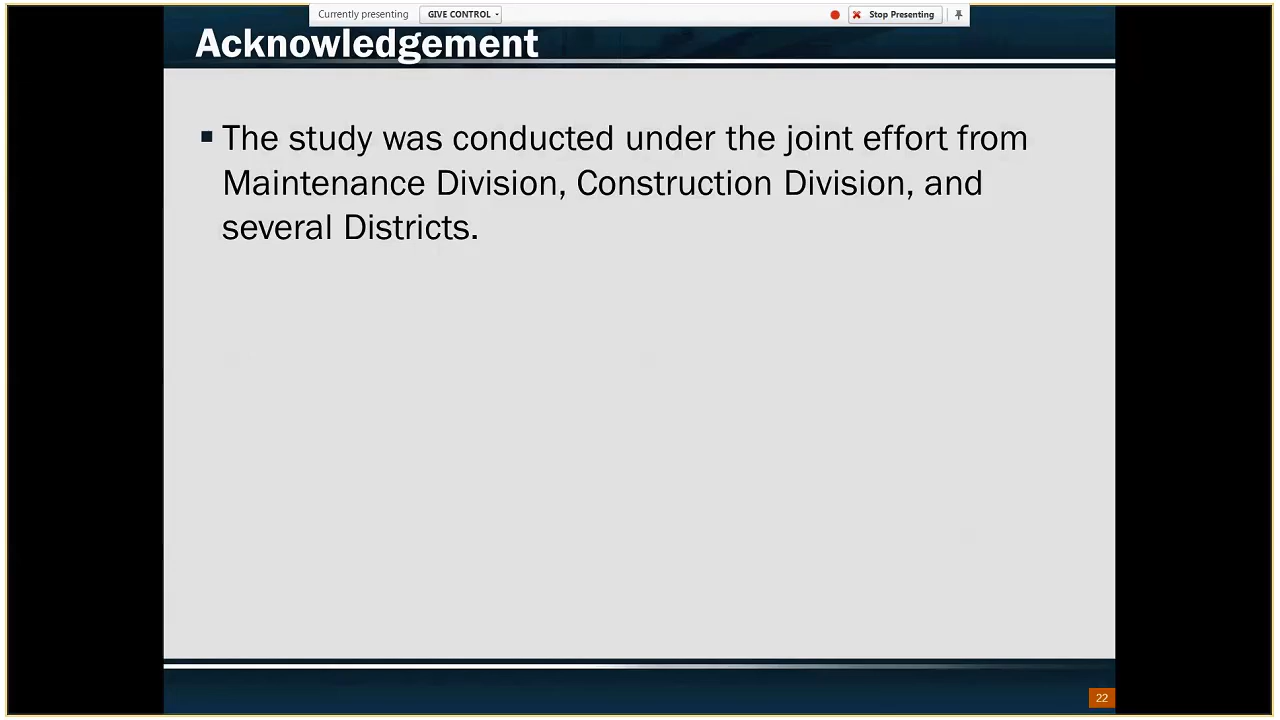 Currently presenting GIVE CONTROL Stop Presenting
Acknowledgement
The study was conducted under the joint effort from
Maintenance Division, Construction Division, and
several Districts.
22